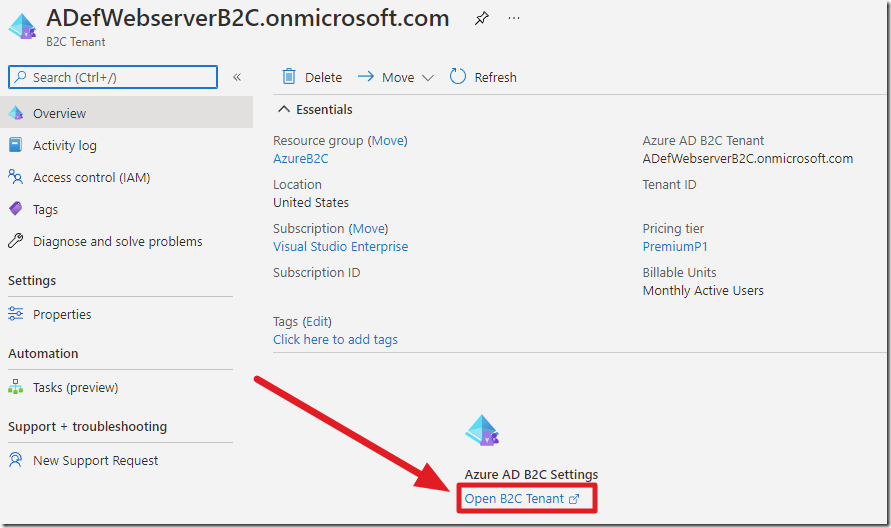 ADefWebserverB2C.onmicrosoft.com
B2C Tenant
Search (Ctrl+/)
Overview
Activity log
Access control (IAM)
Tags
Diagnose and solve problems
Settings
Properties
Automation
Tasks (preview)
Support + troubleshooting
New Support Request
Delete Move Refresh
Essentials
Resource group (Move)
AzureB2C
Location
United States
Subscription (Move)
Visual Studio Enterprise
Subscription ID
Tags (Edit)
Click here to add tags
Azure AD B2C Tenant
ADefWebserverB2C.onmicrosoft.com
Tenant ID
Pricing tier
PremiumP1
Billable Units
Monthly Active Users
Azure AD B2C Settings
Open B2C Tenant